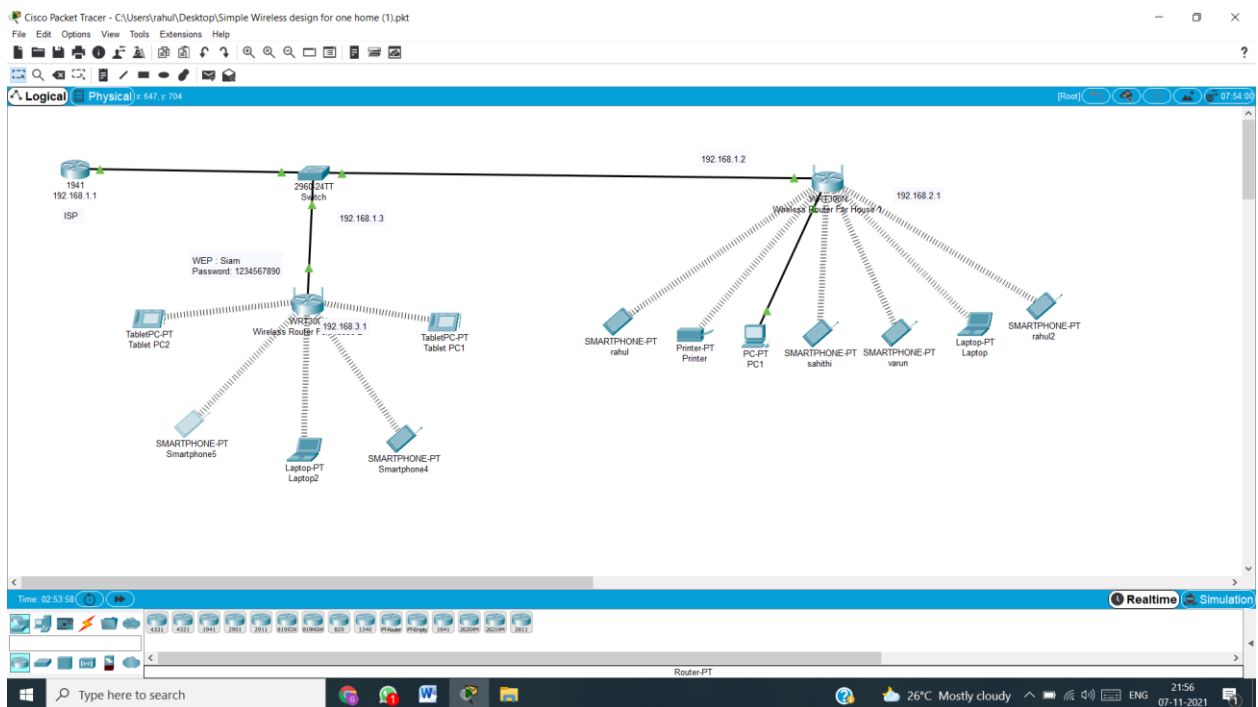 Cisco Packet Tracer - C:\Users\rahul\Desktop\Simple Wireless design for one home (1).pkt
File Edit Options View Tools Extensions Help
?
Logical Physical x: 647, y: 704 [Root] 07:54:00
192.168.1.2
1941
192.168.1.1
ISP
2960-24TT
Switch
192.168.1.3
WRT300N
Wireless Router For House 1
192.168.2.1
WEP : Siam
Password: 1234567890
TabletPC-PT
Tablet PC2
WRT30
Wireless Router F
192.168.3.1
TabletPC-PT
Tablet PC1
SMARTPHONE-PT
rahul
Printer-PT
Printer
PC-PT
PC1
SMARTPHONE-PT
sahithi
SMARTPHONE-PT
varun
Laptop-PT
Laptop
SMARTPHONE-PT
rahul2
SMARTPHONE-PT
Smartphone5
Laptop-PT
Laptop2
SMARTPHONE-PT
Smartphone4
Time: 02:53:58 Realtime Simulation
4331 4321 1941 2901 2911 819IOX 819HGW 829 1240 PT-Router PT-Empty 1841 2620XM 2621XM 2811
Router-PT
Type here to search
26°C Mostly cloudy ENG
21:56
07-11-2021